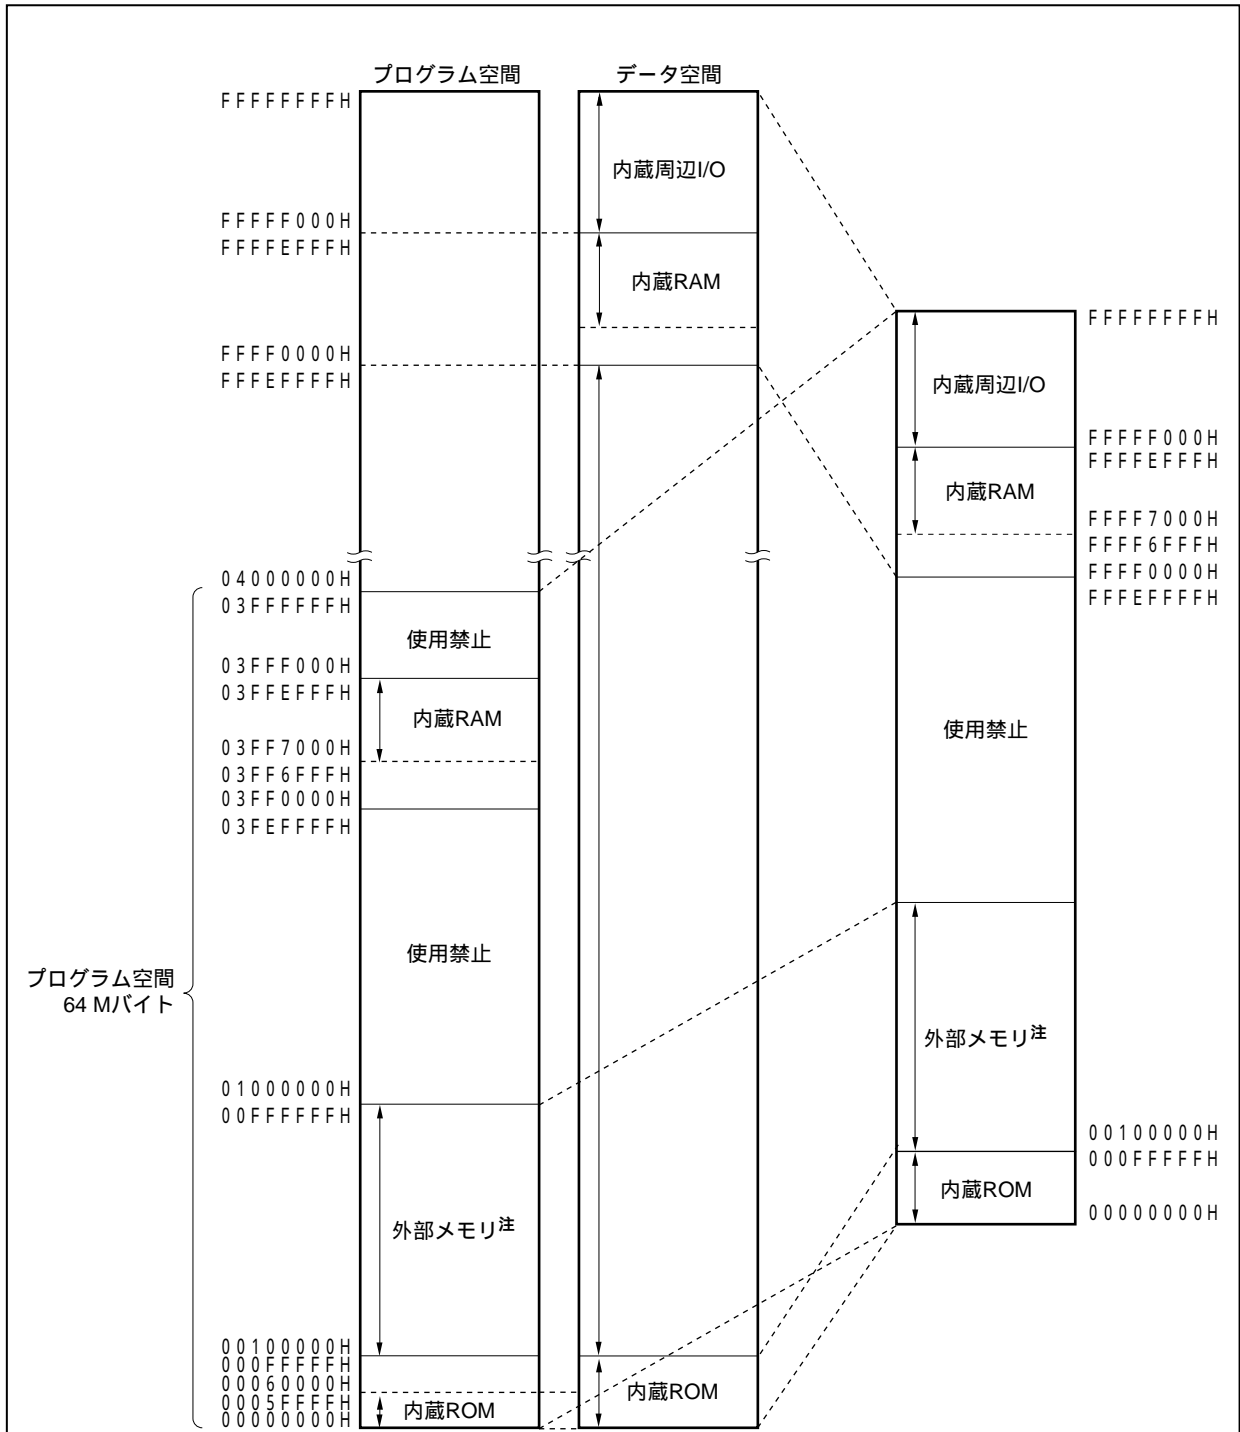 プログラム空間
データ空間
FFFFFFFFH
内蔵周辺I/O
FFFFF000H
FFFFEFFFH
内蔵RAM
FFFF0000H
FFFEFFFFH
04000000H
03FFFFFFH
使用禁止
03FFF000H
03FFEFFFH
内蔵RAM
03FF7000H
03FF6FFFH
03FF0000H
03FEFFFFH
使用禁止
プログラム空間
64 Mバイト
01000000H
00FFFFFFH
外部メモリ注
00100000H
000FFFFFH
00060000H
0005FFFFH
00000000H
内蔵ROM
内蔵ROM
FFFFFFFFH
内蔵周辺I/O
FFFFF000H
FFFFEFFFH
内蔵RAM
FFFF7000H
FFFF6FFFH
FFFF0000H
FFFEFFFFH
使用禁止
外部メモリ注
00100000H
000FFFFFH
内蔵ROM
00000000H